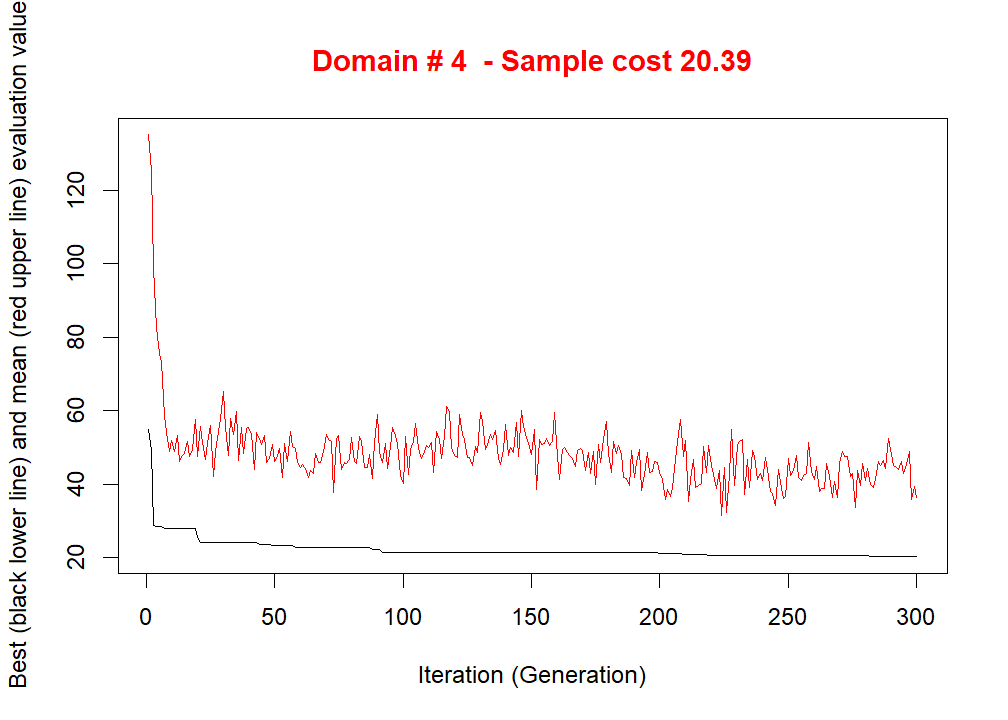 Domain # 4  - Sample cost 20.39
Best (black lower line) and mean (red upper line) evaluation value
120
100
80
60
40
20
0 50 100 150 200 250 300
Iteration (Generation)